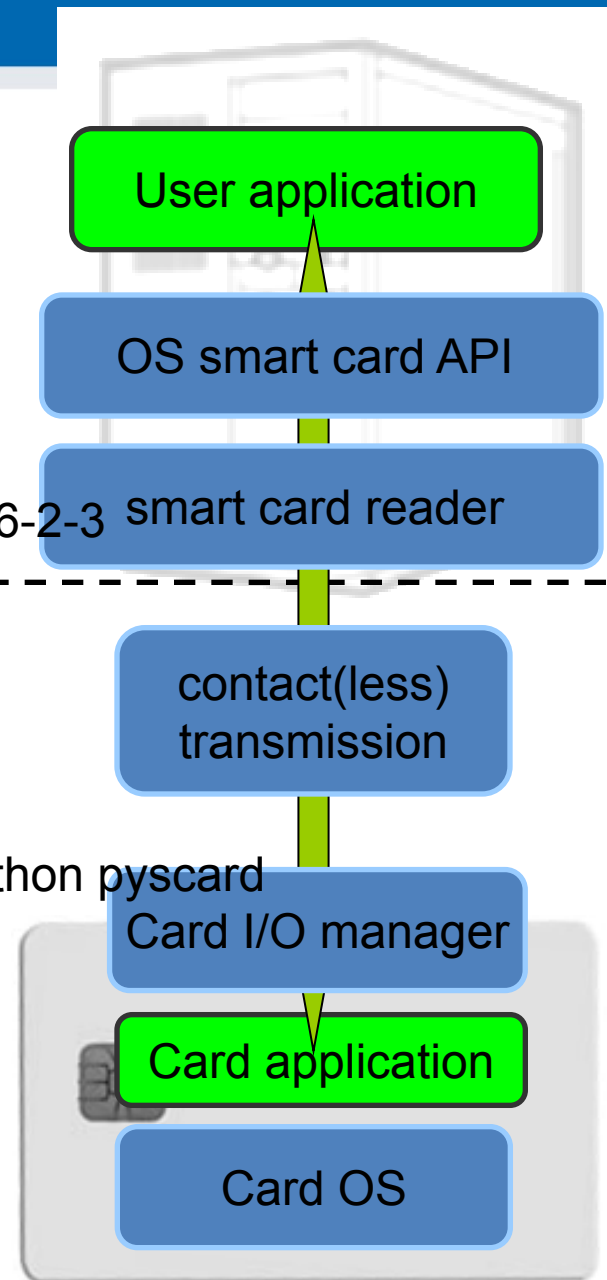 User application
OS smart card API
6-2-3 smart card reader
contact(less)
transmission
thon pyscard
Card I/O manager
Card application
Card OS